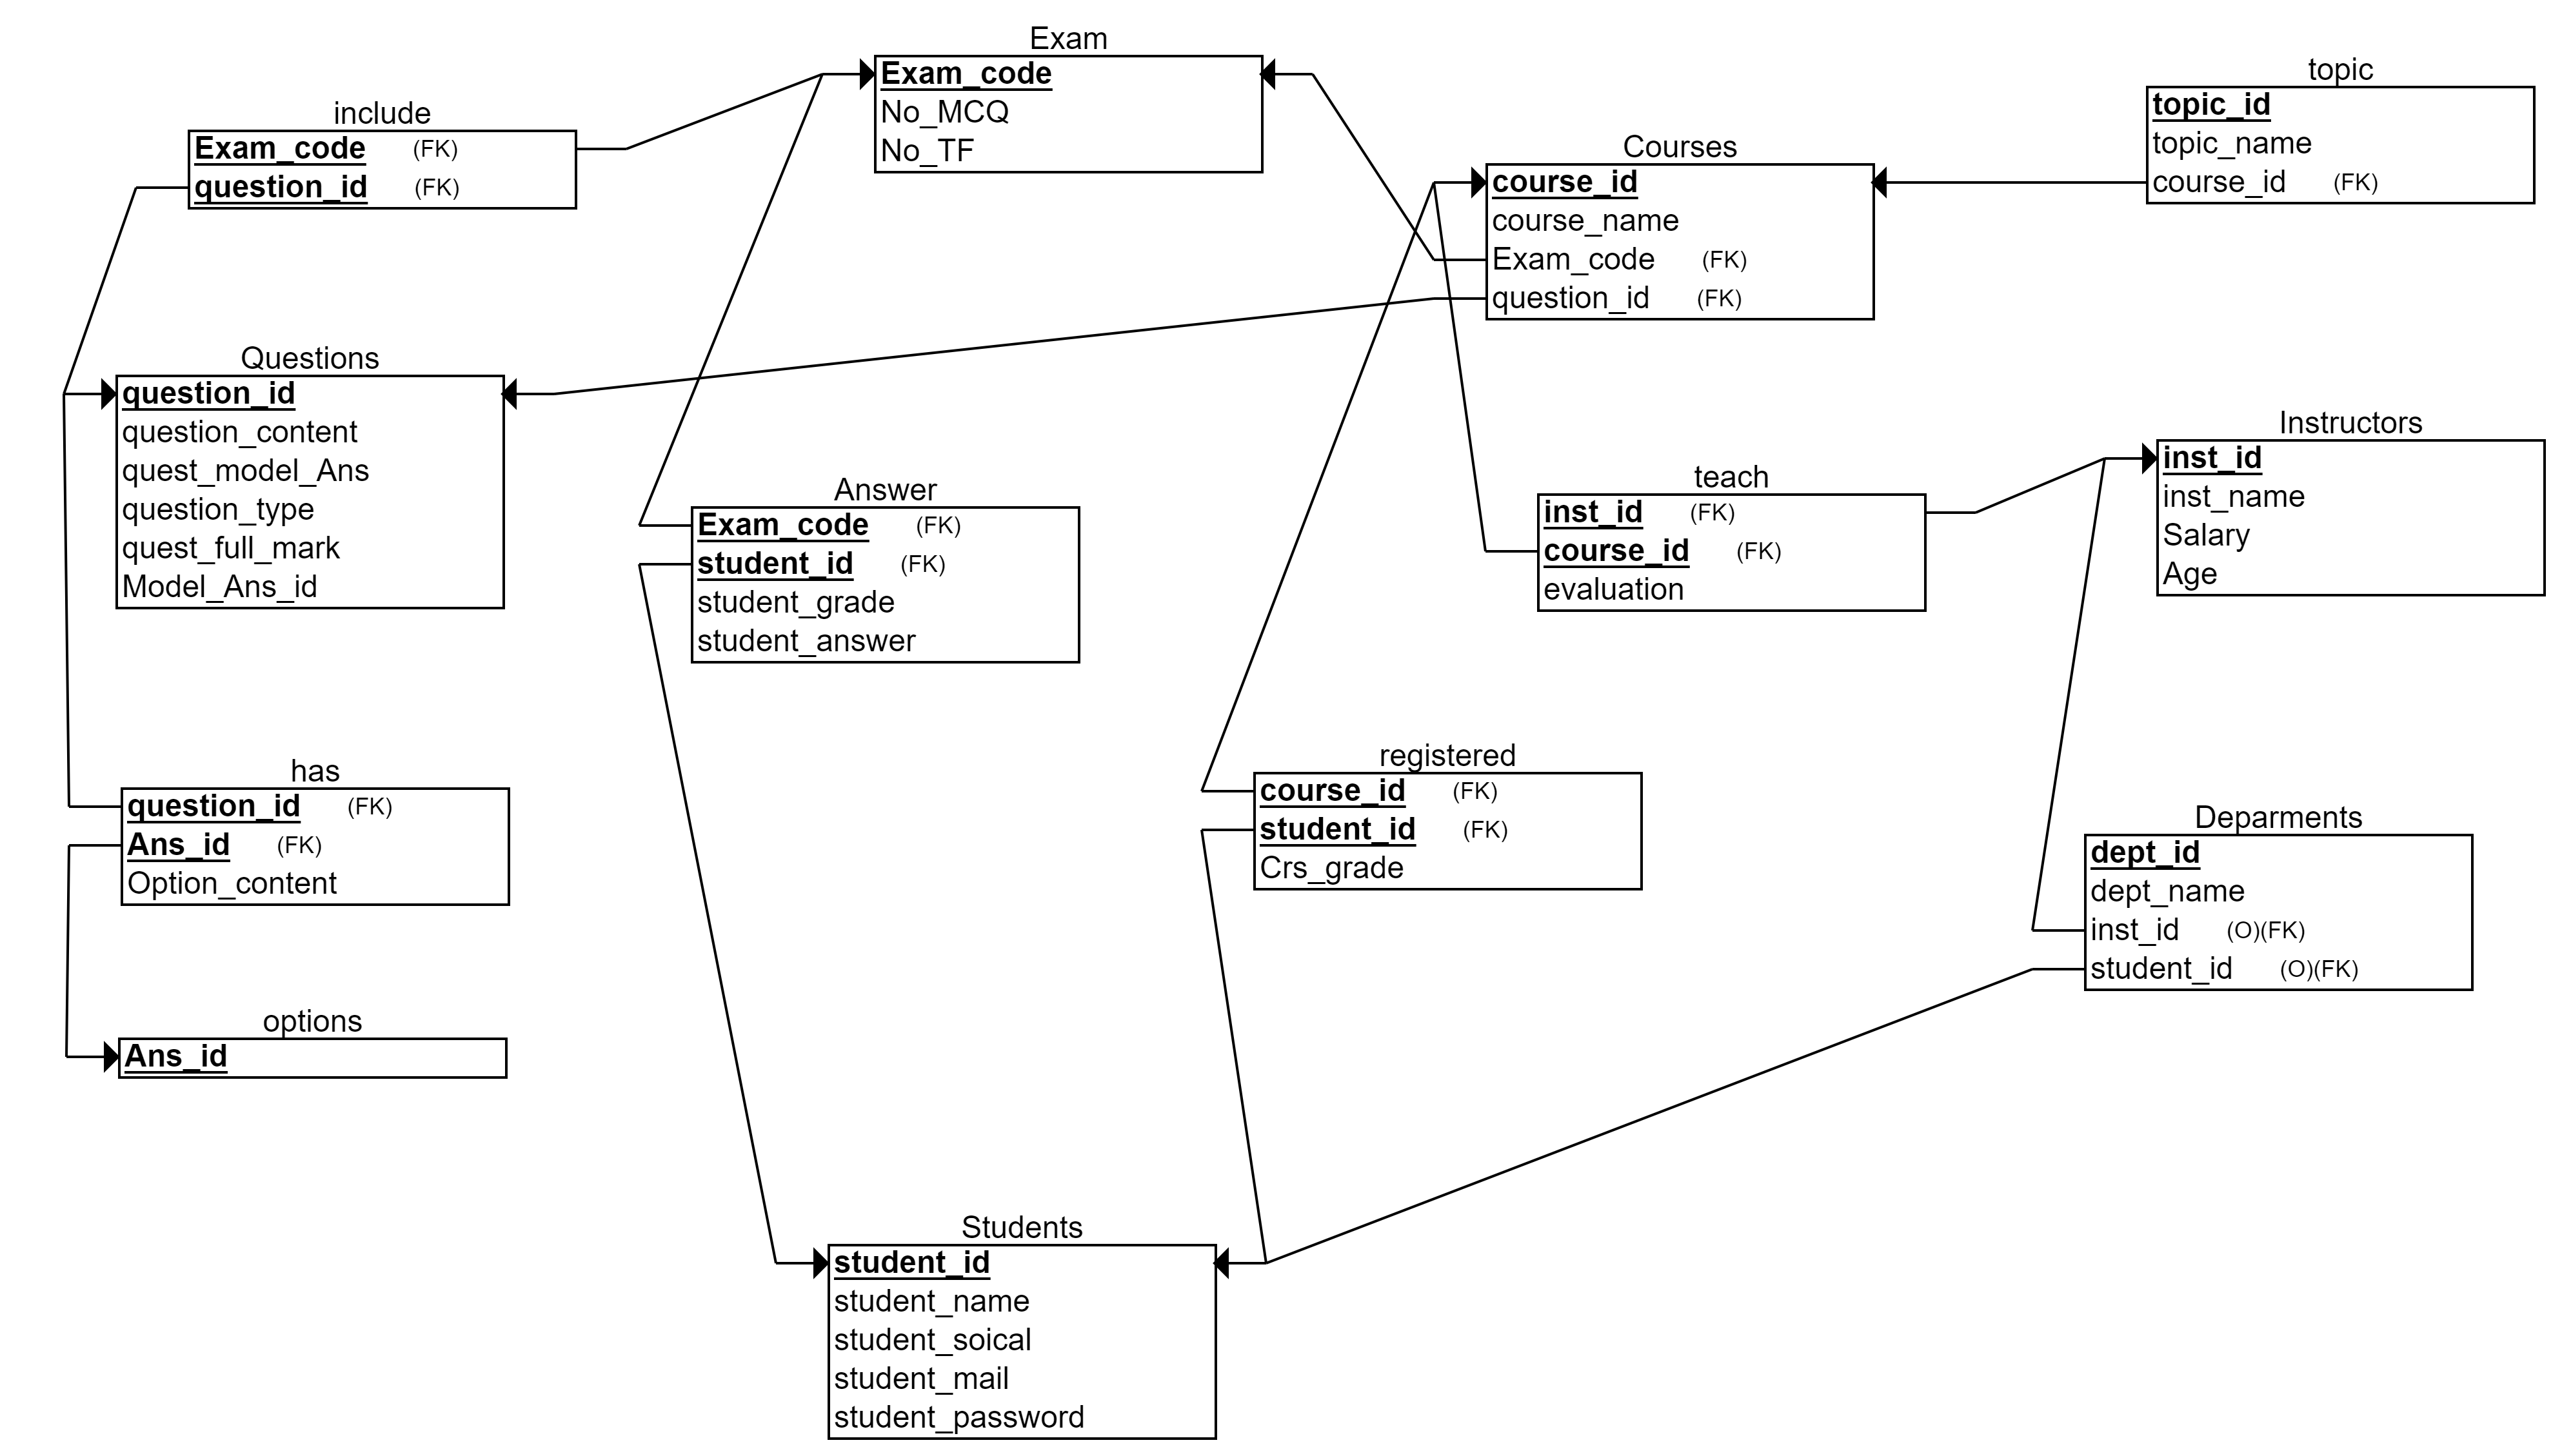 Exam
Exam_code
No_MCQ
No_TF
topic
topic_id
topic_name
course_id (FK)
include
Exam_code (FK)
question_id (FK)
Courses
course_id
course_name
Exam_code (FK)
question_id (FK)
Questions
question_id
question_content
quest_model_Ans
question_type
quest_full_mark
Model_Ans_id
Instructors
inst_id
inst_name
Salary
Age
teach
inst_id (FK)
course_id (FK)
evaluation
Answer
Exam_code (FK)
student_id (FK)
student_grade
student_answer
registered
course_id (FK)
student_id (FK)
Crs_grade
has
question_id (FK)
Ans_id (FK)
Option_content
Deparments
dept_id
dept_name
inst_id (O)(FK)
student_id (O)(FK)
options
Ans_id
Students
student_id
student_name
student_soical
student_mail
student_password